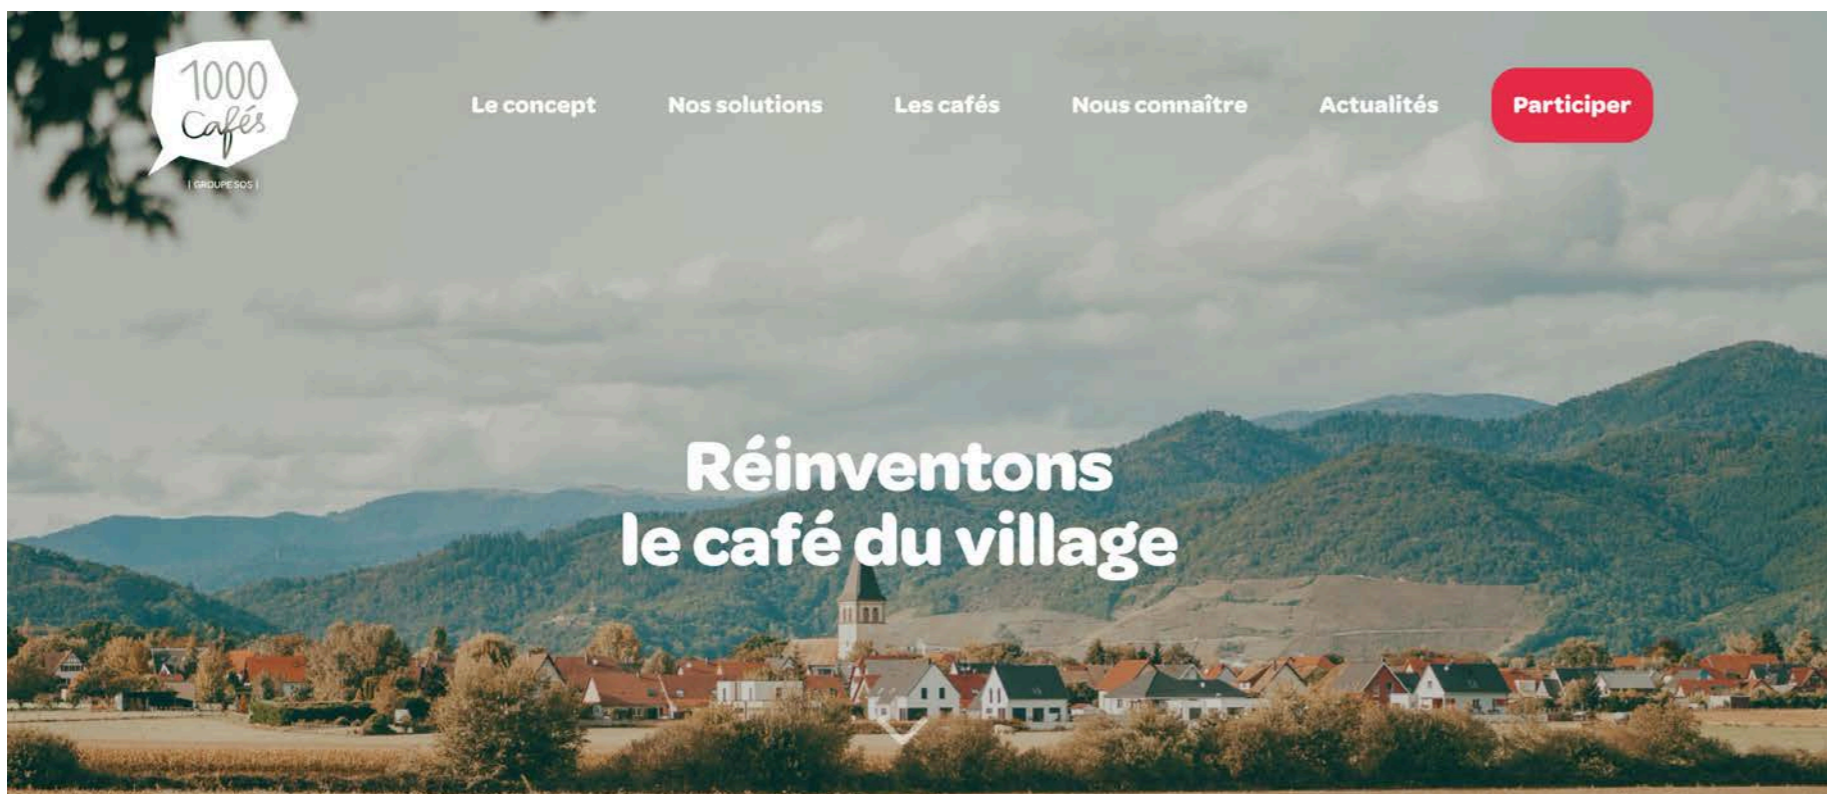 1000
Cafés
| GROUPE SOS |
Le concept
Nos solutions
Les cafés
Nous connaître
Actualités
Participer
Réinventons
le café du village